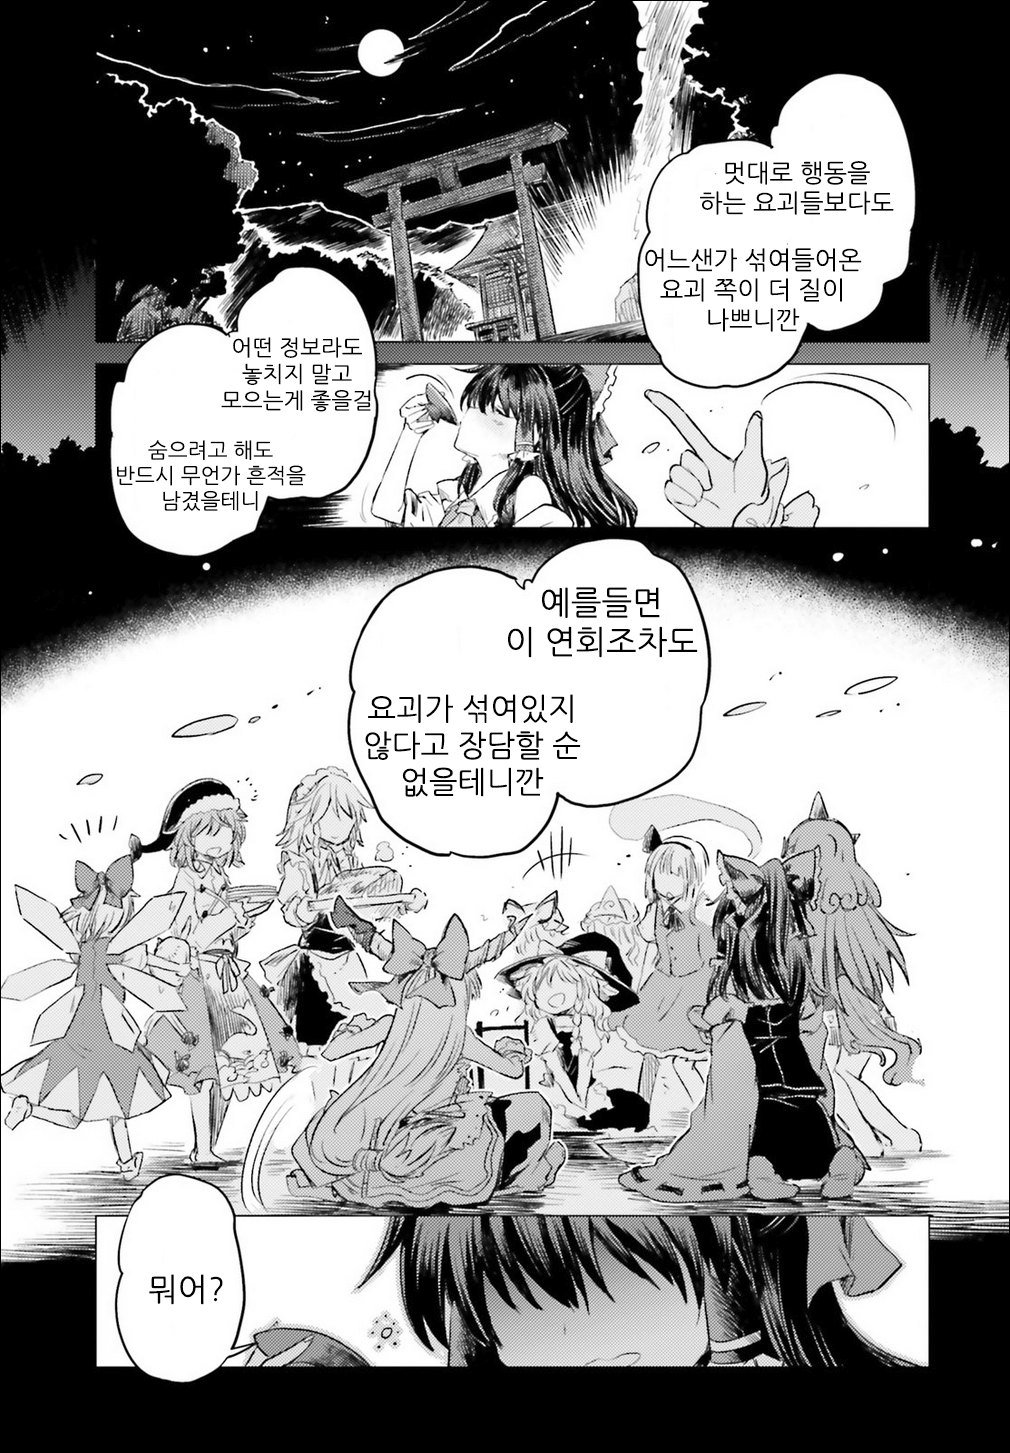 멋대로 행동을
하는 요괴들보다도
어느샌가 섞여들어온
요괴 쪽이 더 질이
나쁘니깐
어떤 정보라도
놓치지 말고
모으는게 좋을걸
숨으려고 해도
반드시 무언가 흔적을
남겼을테니
예를들면
이 연회조차도
요괴가 섞여있지
않다고 장담할 순
없을테니깐
뭐어?